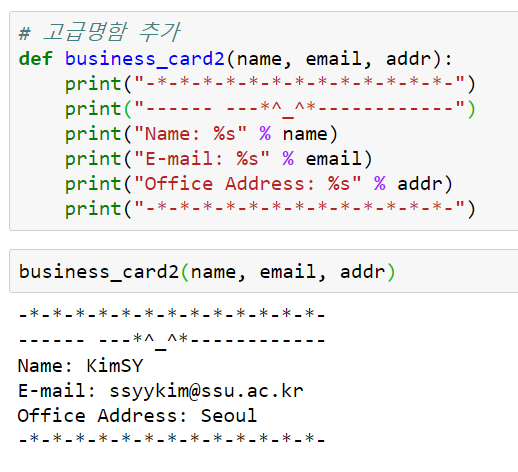 # 고급명함 추가
def business_card2(name, email, addr):
    print("-*-*-*-*-*-*-*-*-*-*-*-*-*-")
    print("------ ---*^_^*------------")
    print("Name: %s" % name)
    print("E-mail: %s" % email)
    print("Office Address: %s" % addr)
    print("-*-*-*-*-*-*-*-*-*-*-*-*-*-")
business_card2(name, email, addr)
-*-*-*-*-*-*-*-*-*-*-*-*-*-
------ ---*^_^*------------
Name: KimSY
E-mail: ssyykim@ssu.ac.kr
Office Address: Seoul
-*-*-*-*-*-*-*-*-*-*-*-*-*-